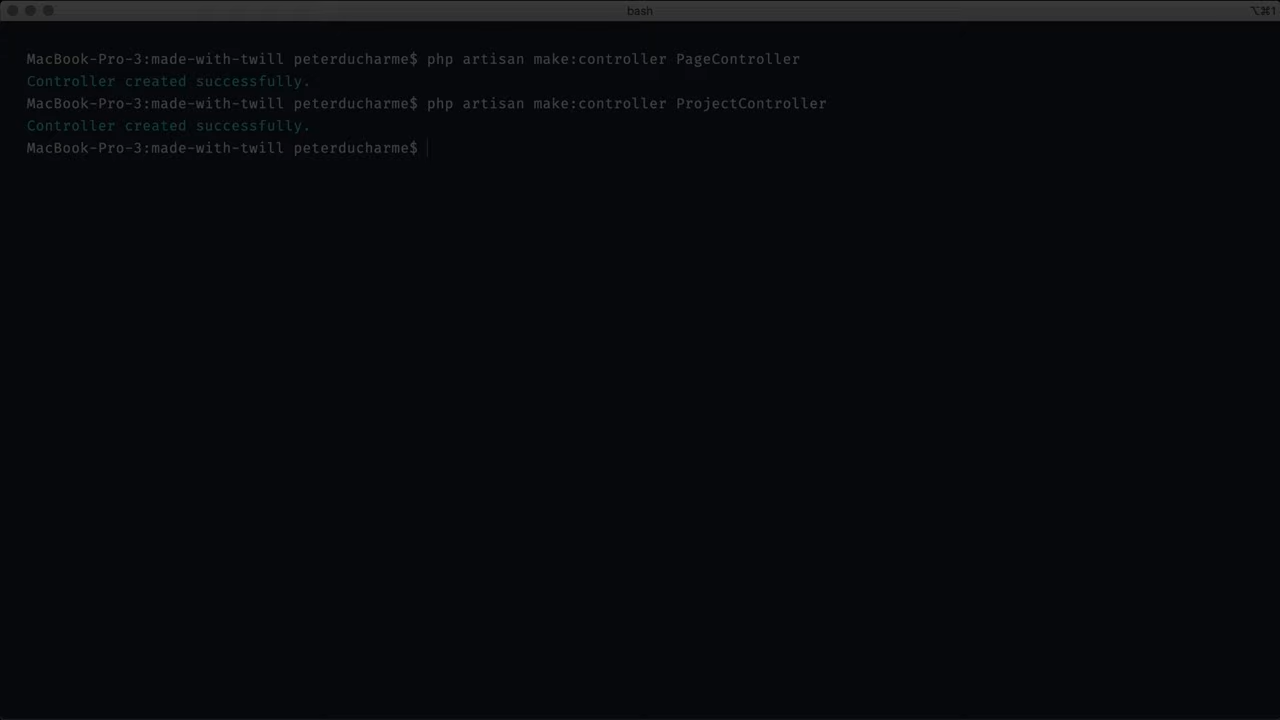 bash
⌥⌘1
MacBook-Pro-3:made-with-twill peterducharme$ php artisan make:controller PageController
Controller created successfully.
MacBook-Pro-3:made-with-twill peterducharme$ php artisan make:controller ProjectController
Controller created successfully.
MacBook-Pro-3:made-with-twill peterducharme$